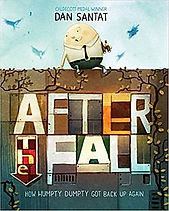 CALDECOTT MEDAL WINNER
DAN SANTAT
AFTER
The
FALL
HOW HUMPTY DUMPTY GOT BACK UP AGAIN